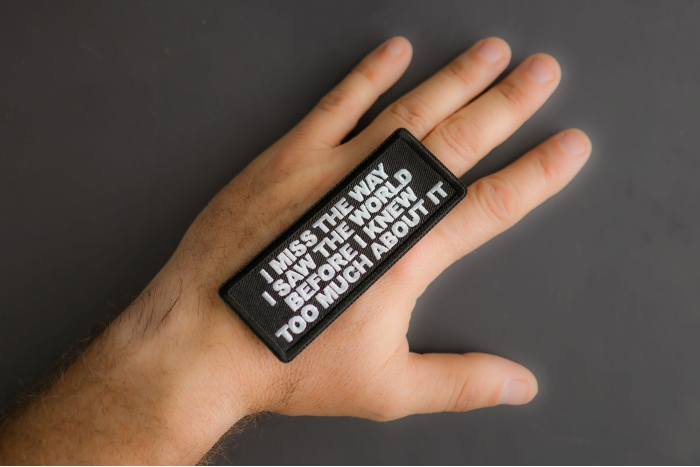 I MISS THE WAY
I SAW THE WORLD
BEFORE I KNEW
TOO MUCH ABOUT IT